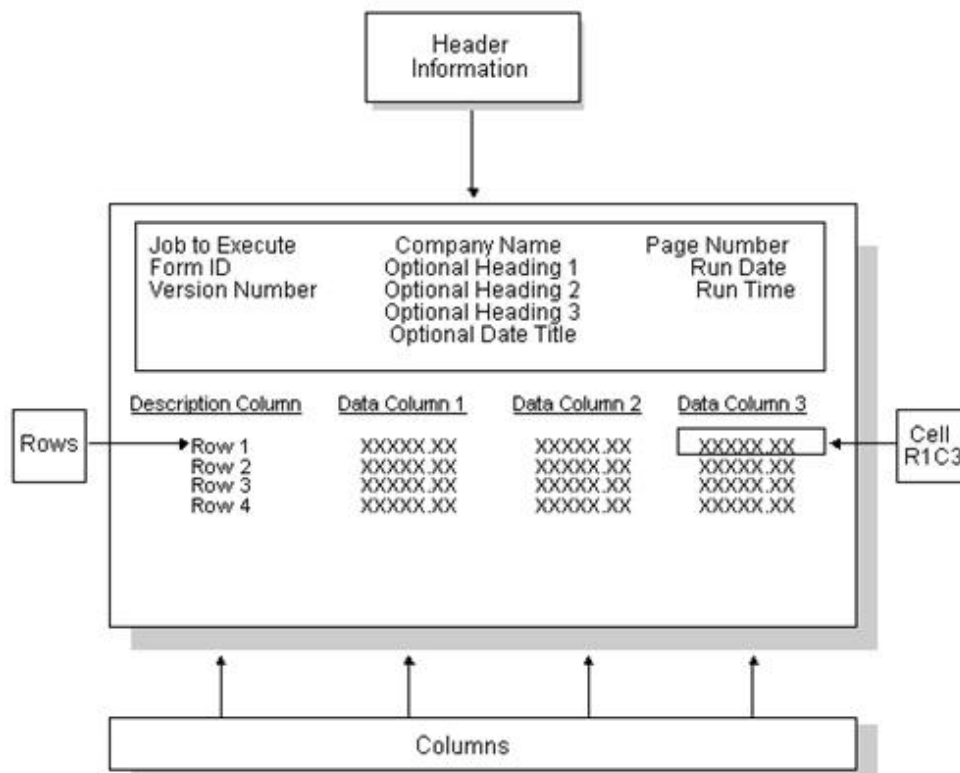 Header
Information
Job to Execute Company Name Page Number
Form ID Optional Heading 1 Run Date
Version Number Optional Heading 2 Run Time
Optional Heading 3
Optional Date Title
Description Column Data Column 1 Data Column 2 Data Column 3
Rows
Row 1 XXXXX.XX XXXXX.XX XXXXX.XX
Row 2 XXXXX.XX XXXXX.XX XXXXX.XX
Row 3 XXXXX.XX XXXXX.XX XXXXX.XX
Row 4 XXXXX.XX XXXXX.XX XXXXX.XX
Cell
R1C3
Columns